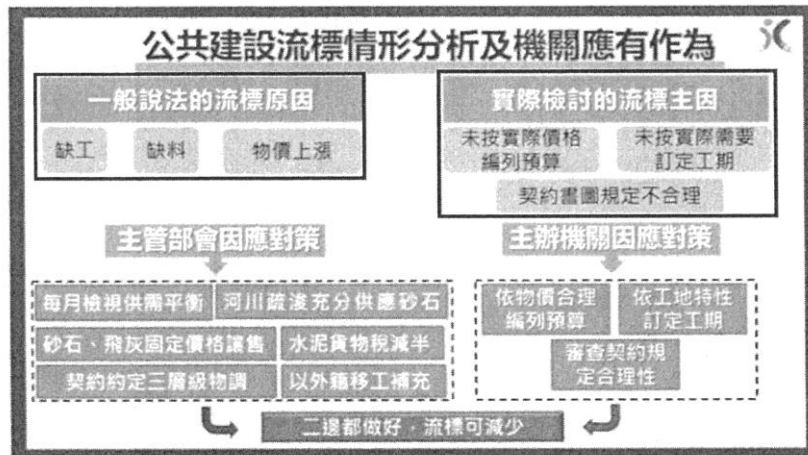 公共建設流標情形分析及機關應有作為
一般說法的流標原因
缺工
缺料
物價上漲
實際檢討的流標主因
未按實際價格
編列預算
未按實際需要
訂定工期
契約書圖規定不合理
主管部會因應對策
每月檢視供需平衡
河川疏浚充分供應砂石
砂石、飛灰固定價格讓售
水泥貨物稅減半
契約約定三層級物調
以外籍移工補充
主辦機關因應對策
依物價合理
編列預算
依工地特性
訂定工期
審查契約規
定合理性
二邊都做好，流標可減少